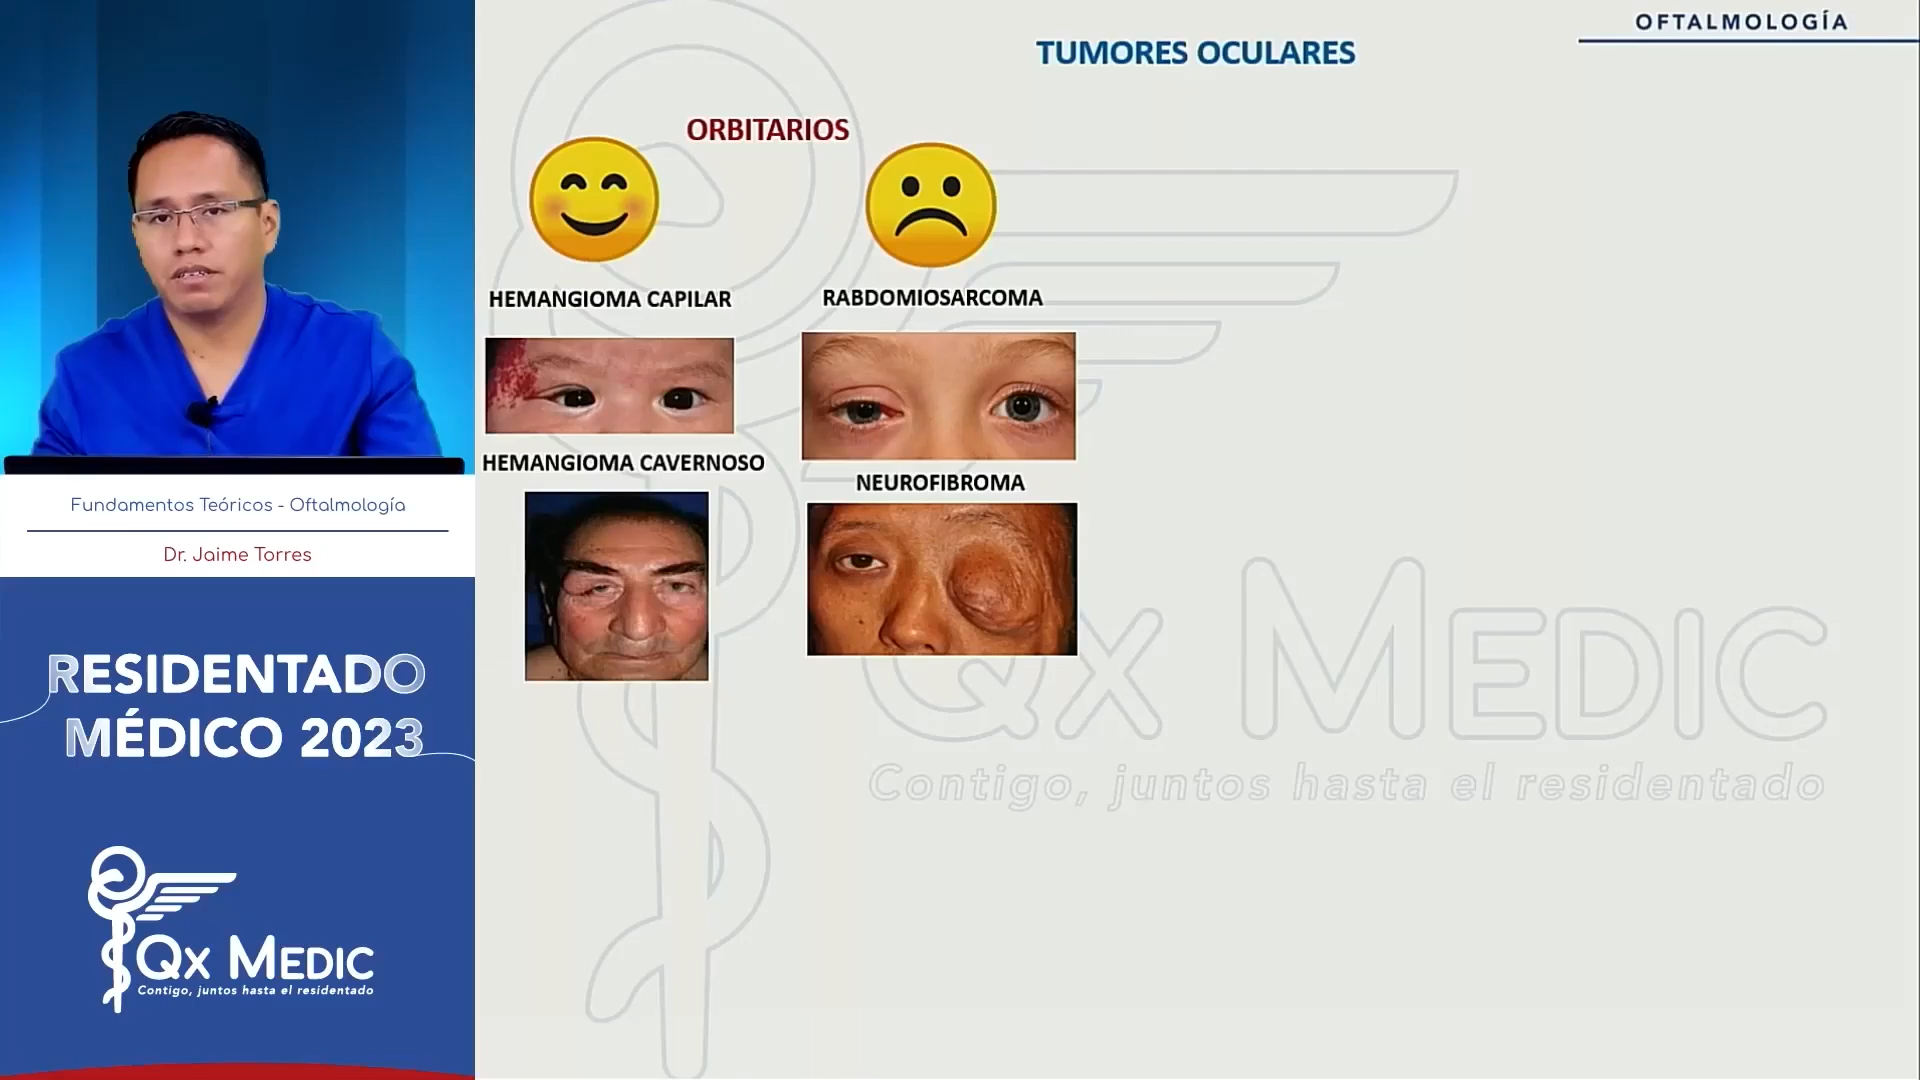 OFTALMOLOGÍA
TUMORES OCULARES
ORBITARIOS
HEMANGIOMA CAPILAR
RABDOMIOSARCOMA
HEMANGIOMA CAVERNOSO
NEUROFIBROMA
Fundamentos Teóricos - Oftalmología
Dr. Jaime Torres
RESIDENTADO
MÉDICO 2023
QX MEDIC
Contigo, juntos hasta el residentado
QX MEDIC
Contigo, juntos hasta el residentado